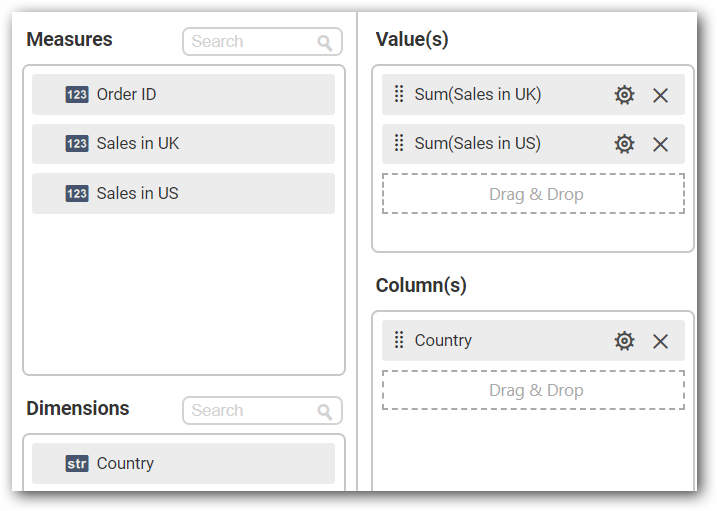 Measures
Search
123 Order ID
123 Sales in UK
123 Sales in US
Dimensions
Search
str Country
Value(s)
Sum(Sales in UK)
Sum(Sales in US)
Drag & Drop
Column(s)
Country
Drag & Drop